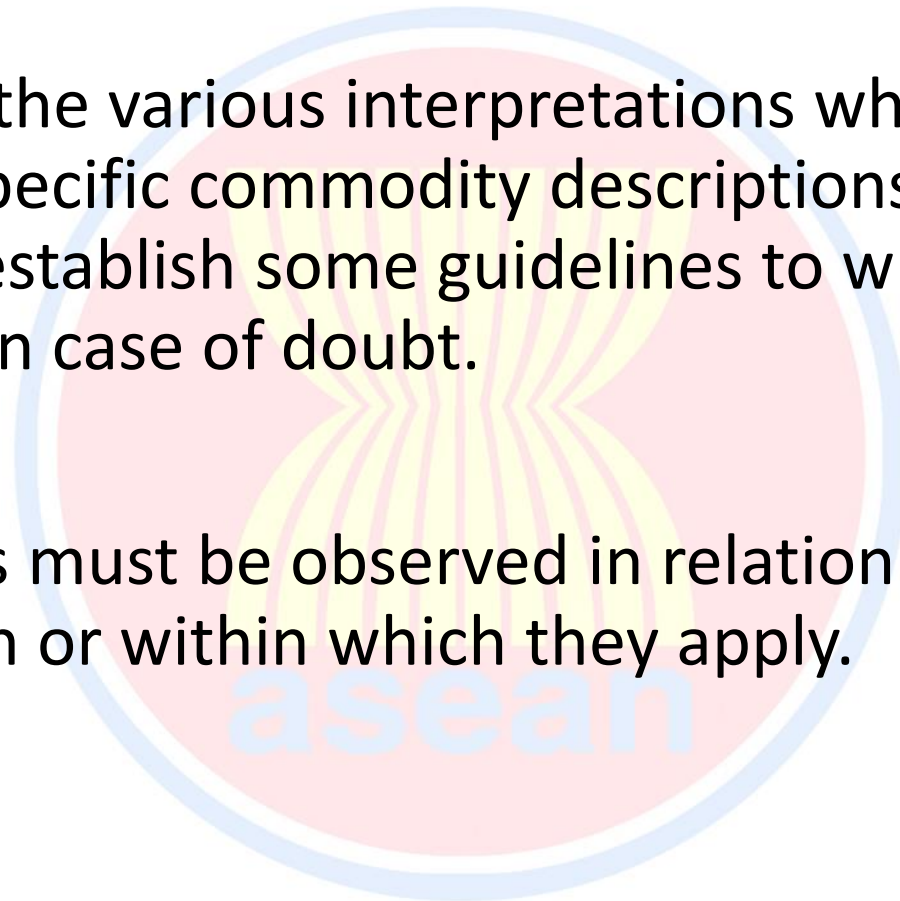 the various interpretations wh
pecific commodity descriptions
establish some guidelines to w
n case of doubt.
s must be observed in relation
n or within which they apply.
asean